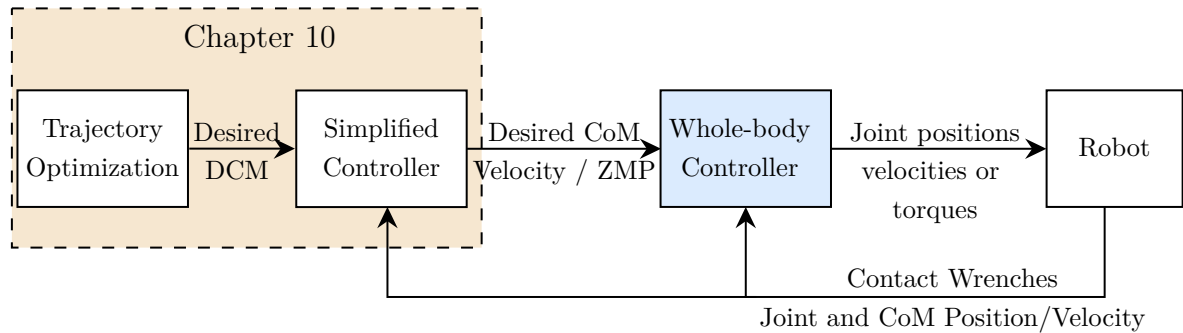 Chapter 10
Trajectory
Optimization
Desired
DCM
Simplified
Controller
Desired CoM
Velocity / ZMP
Whole-body
Controller
Joint positions
velocities or
torques
Robot
Contact Wrenches
Joint and CoM Position/Velocity